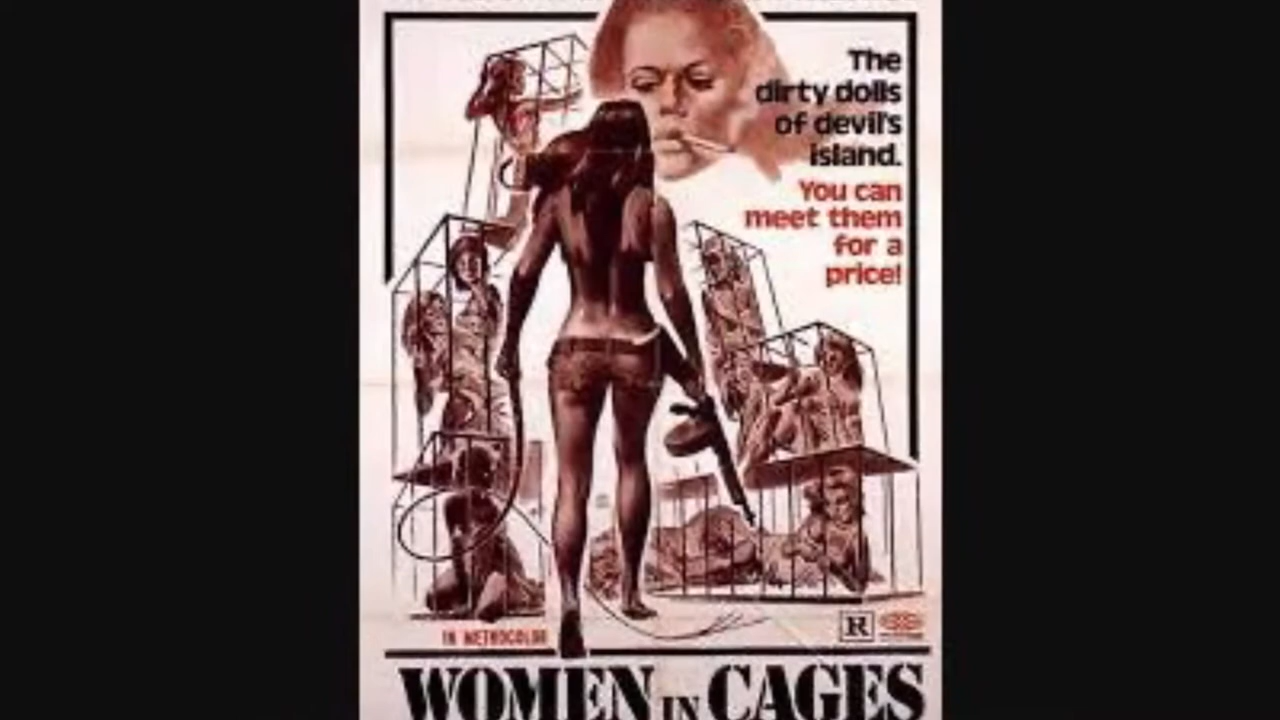 The
dirty dolls
of devil's
island.
You can
meet them
for a
price!
IN METROCOLOR
R
WOMEN IN CAGES